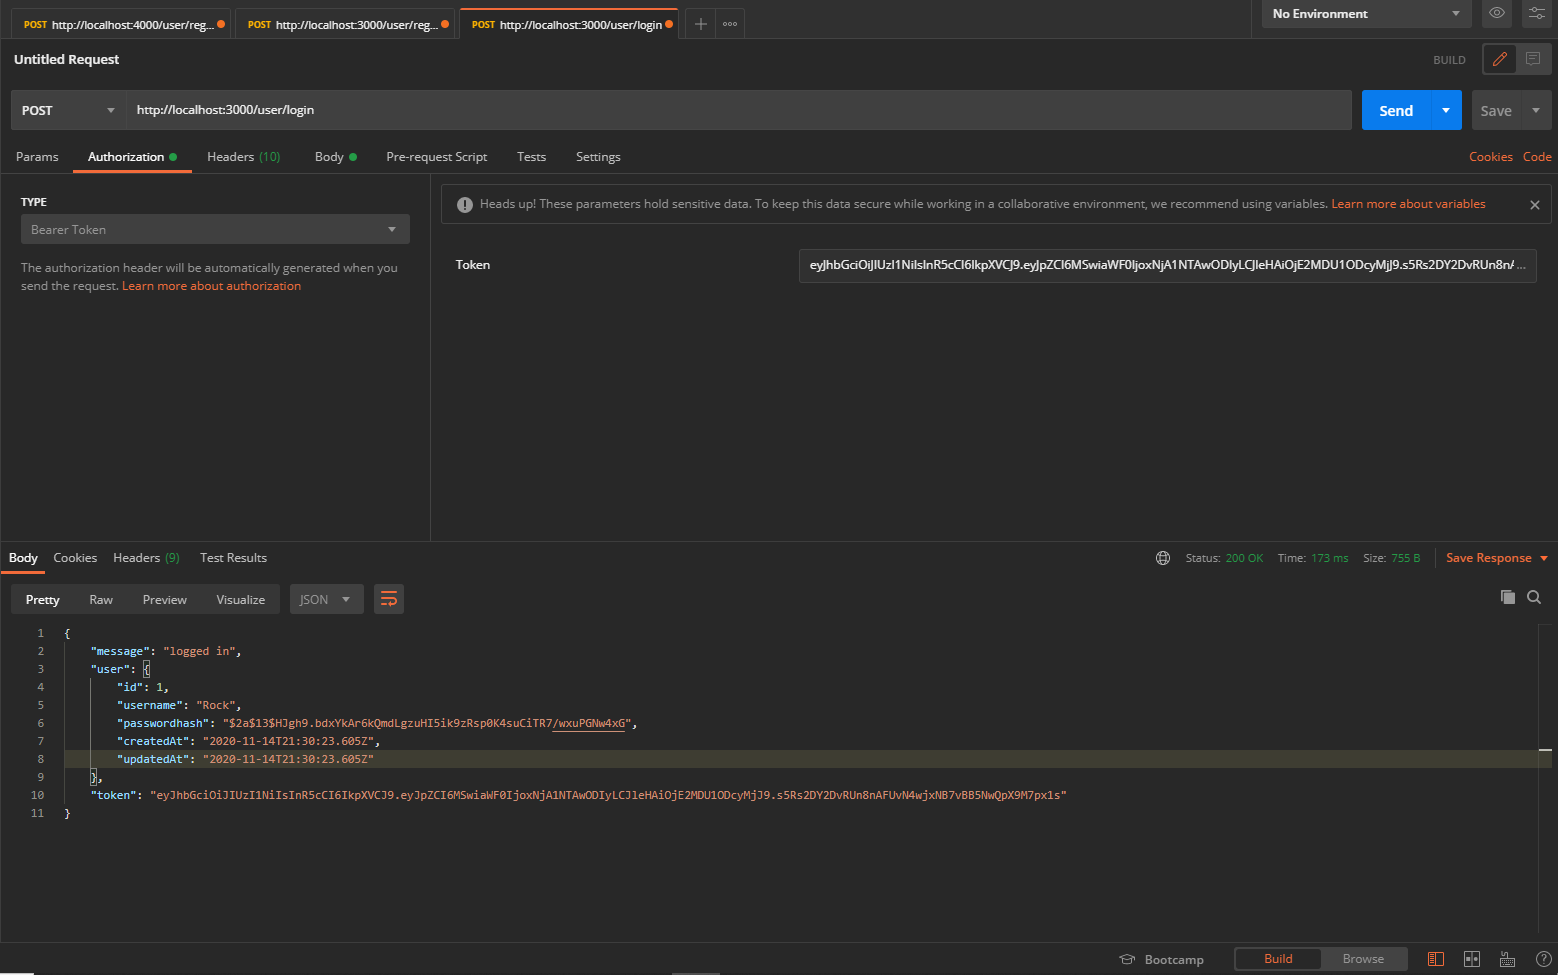 POST http://localhost:4000/user/reg...
POST http://localhost:3000/user/reg...
POST http://localhost:3000/user/login
No Environment
Untitled Request
BUILD
POST
http://localhost:3000/user/login
Send
Save
Params
Authorization
Headers (10)
Body
Pre-request Script
Tests
Settings
Cookies
Code
TYPE
Bearer Token
The authorization header will be automatically generated when you
send the request. Learn more about authorization
Heads up! These parameters hold sensitive data. To keep this data secure while working in a collaborative environment, we recommend using variables. Learn more about variables
Token
eyJhbGciOiJIUzI1NiIsInR5cCI6IkpXVCJ9.eyJpZCI6MSwiaWF0IjoxNjA1NTAwODIyLCJleHAiOjE2MDU1ODcyMjJ9.s5Rs2DY2DvRUn8n/ ...
Body
Cookies
Headers (9)
Test Results
Status: 200 OK
Time: 173 ms
Size: 755 B
Save Response
Pretty
Raw
Preview
Visualize
JSON
1 {
2 "message": "logged in",
3 "user": {
4 "id": 1,
5 "username": "Rock",
6 "passwordhash": "$2a$13$HJgh9.bdxYkAr6kQmdLgzuHI5ik9zRsp0K4suCiTR7/wxuPGNw4xG",
7 "createdAt": "2020-11-14T21:30:23.605Z",
8 "updatedAt": "2020-11-14T21:30:23.605Z"
9 },
10 "token": "eyJhbGciOiJIUzI1NiIsInR5cCI6IkpXVCJ9.eyJpZCI6MSwiaWF0IjoxNjA1NTAwODIyLCJleHAiOjE2MDU1ODcyMjJ9.s5Rs2DY2DvRUn8nAFUvN4wjxNB7vBB5NwQpX9M7px1s"
11 }
Bootcamp
Build
Browse